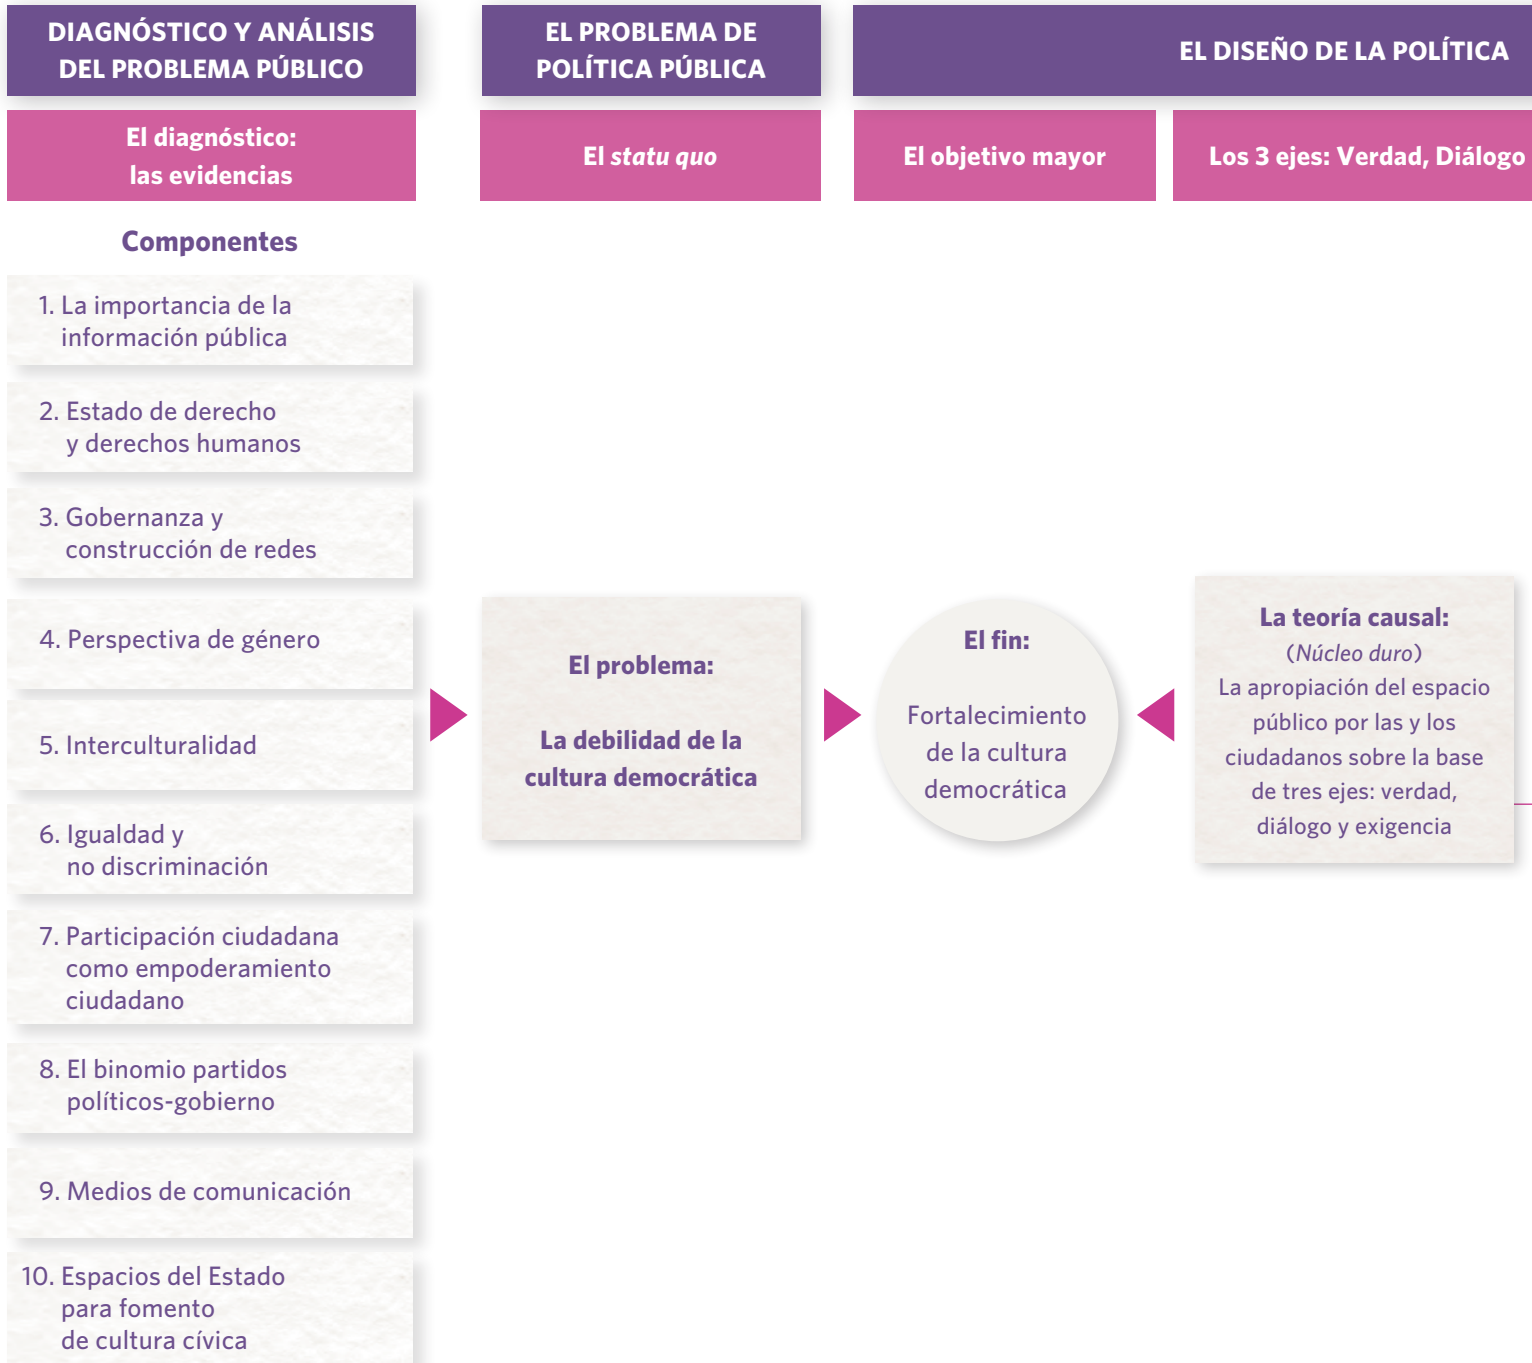 DIAGNÓSTICO Y ANÁLISIS
DEL PROBLEMA PÚBLICO
EL PROBLEMA DE
POLÍTICA PÚBLICA
EL DISEÑO DE LA POLÍTICA
El diagnóstico:
las evidencias
El statu quo
El objetivo mayor
Los 3 ejes: Verdad, Diálogo
Componentes
1. La importancia de la
información pública
2. Estado de derecho
y derechos humanos
3. Gobernanza y
construcción de redes
4. Perspectiva de género
5. Interculturalidad
6. Igualdad y
no discriminación
7. Participación ciudadana
como empoderamiento
ciudadano
8. El binomio partidos
políticos-gobierno
9. Medios de comunicación
10. Espacios del Estado
para fomento
de cultura cívica
El problema:
La debilidad de la
cultura democrática
El fin:
Fortalecimiento
de la cultura
democrática
La teoría causal:
(Núcleo duro)
La apropiación del espacio
público por las y los
ciudadanos sobre la base
de tres ejes: verdad,
diálogo y exigencia